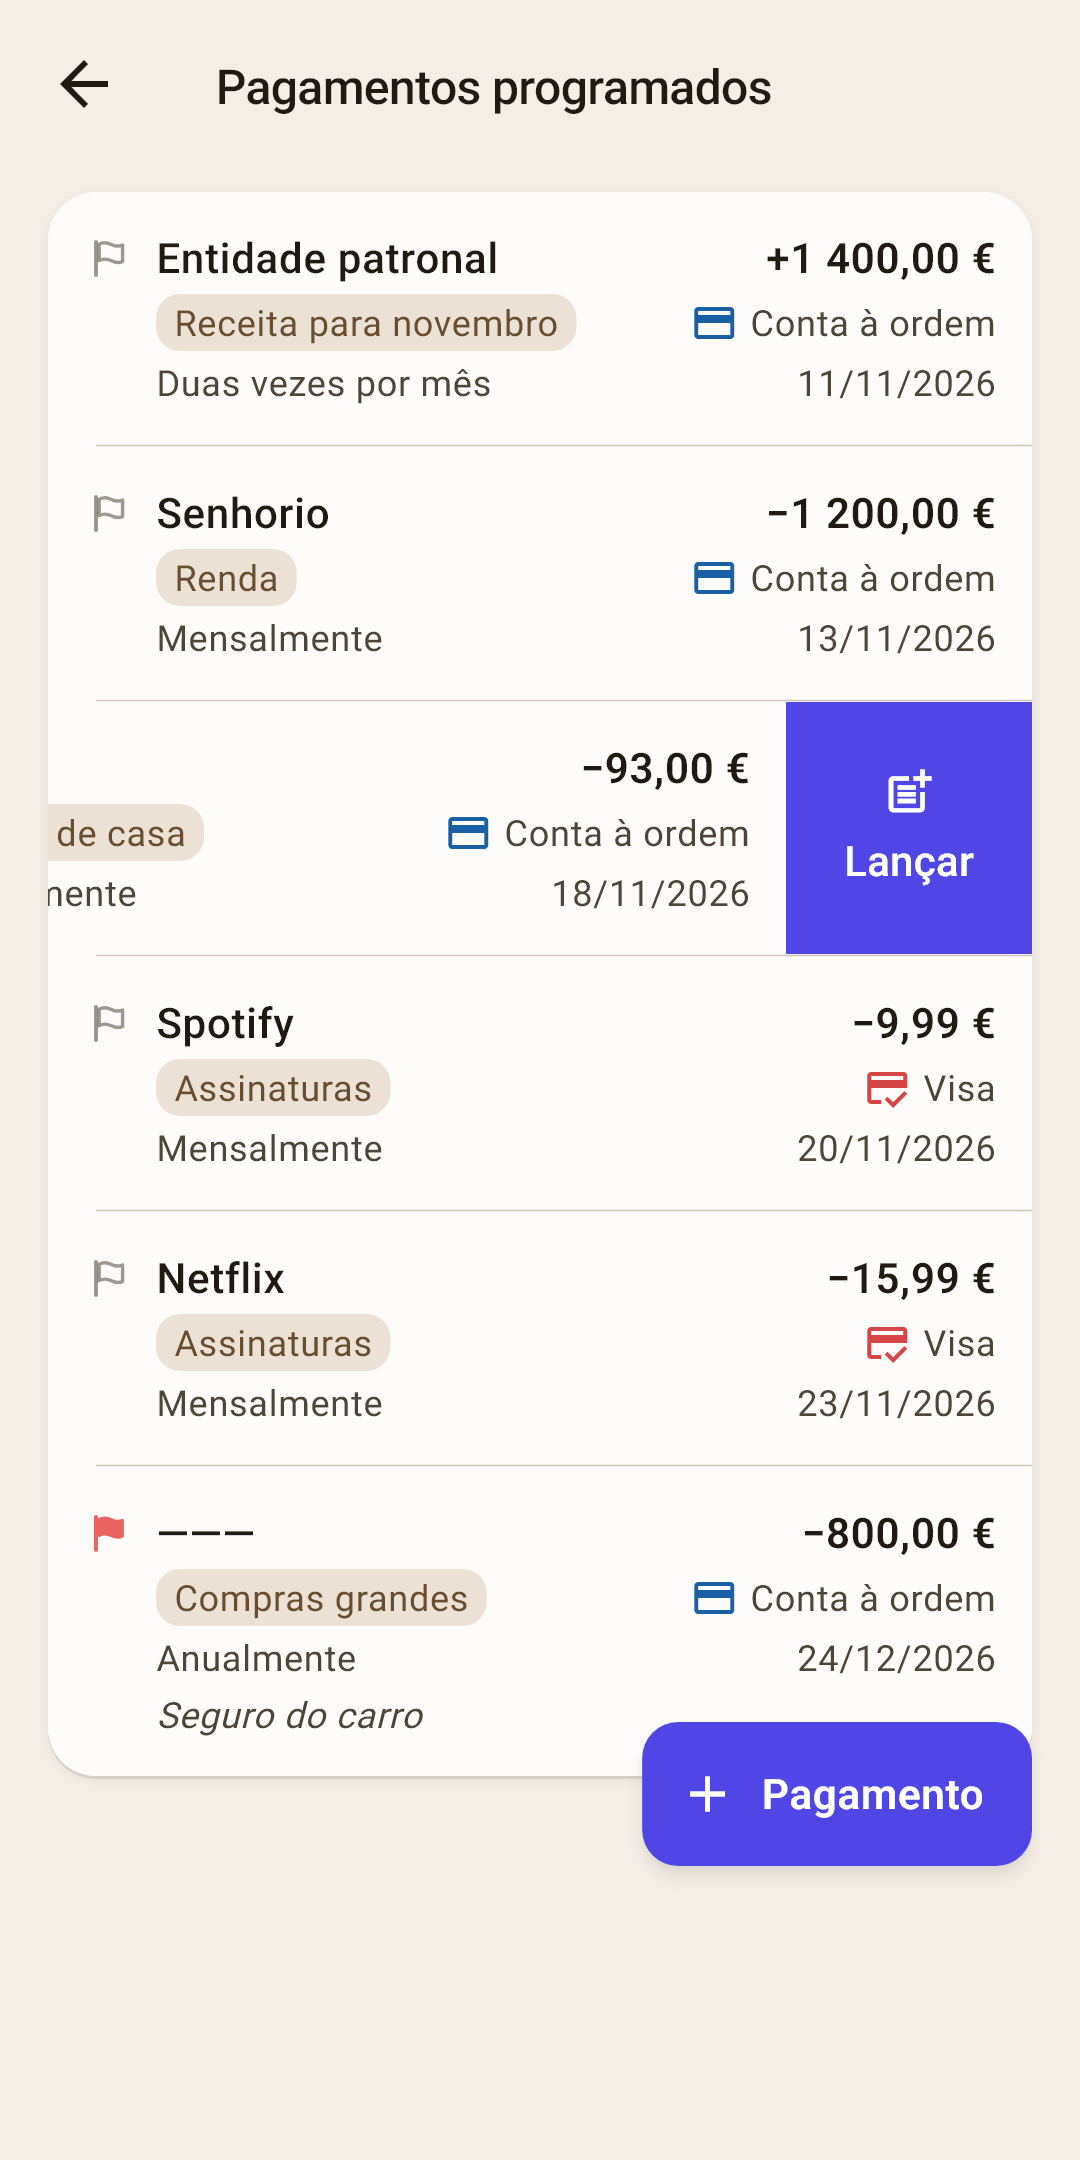 Pagamentos programados
Entidade patronal +1 400,00 €
Receita para novembro Conta à ordem
Duas vezes por mês 11/11/2026
Senhorio −1 200,00 €
Renda Conta à ordem
Mensalmente 13/11/2026
−93,00 €
de casa Conta à ordem
mente 18/11/2026
Lançar
Spotify −9,99 €
Assinaturas Visa
Mensalmente 20/11/2026
Netflix −15,99 €
Assinaturas Visa
Mensalmente 23/11/2026
——— −800,00 €
Compras grandes Conta à ordem
Anualmente 24/12/2026
Seguro do carro
Pagamento